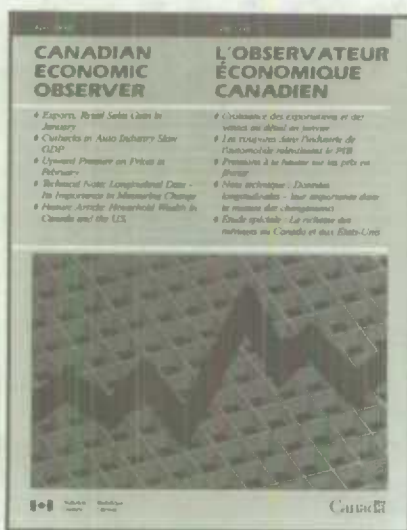 CANADIAN
ECONOMIC
OBSERVER
Exports, Retail Sales Gain in
January
Cutbacks in Auto Industry Slow
GDP
Upward Pressure on Prices in
February
Technical Note: Longitudinal Data -
Its Importance in Measuring Change
Feature Article: Household Wealth in
Canada and the U.S.
L'OBSERVATEUR
ÉCONOMIQUE
CANADIEN
Croissance des exportations et des
ventes au détail en janvier
Les coupures dans l'industrie de
l'automobile ralentissent le PIB
Pressions à la hausse sur les prix en
février
Note technique : Données
longitudinales - leur importance dans
la mesure des changements
Étude spéciale : La richesse des
ménages au Canada et aux États-Unis
Canada